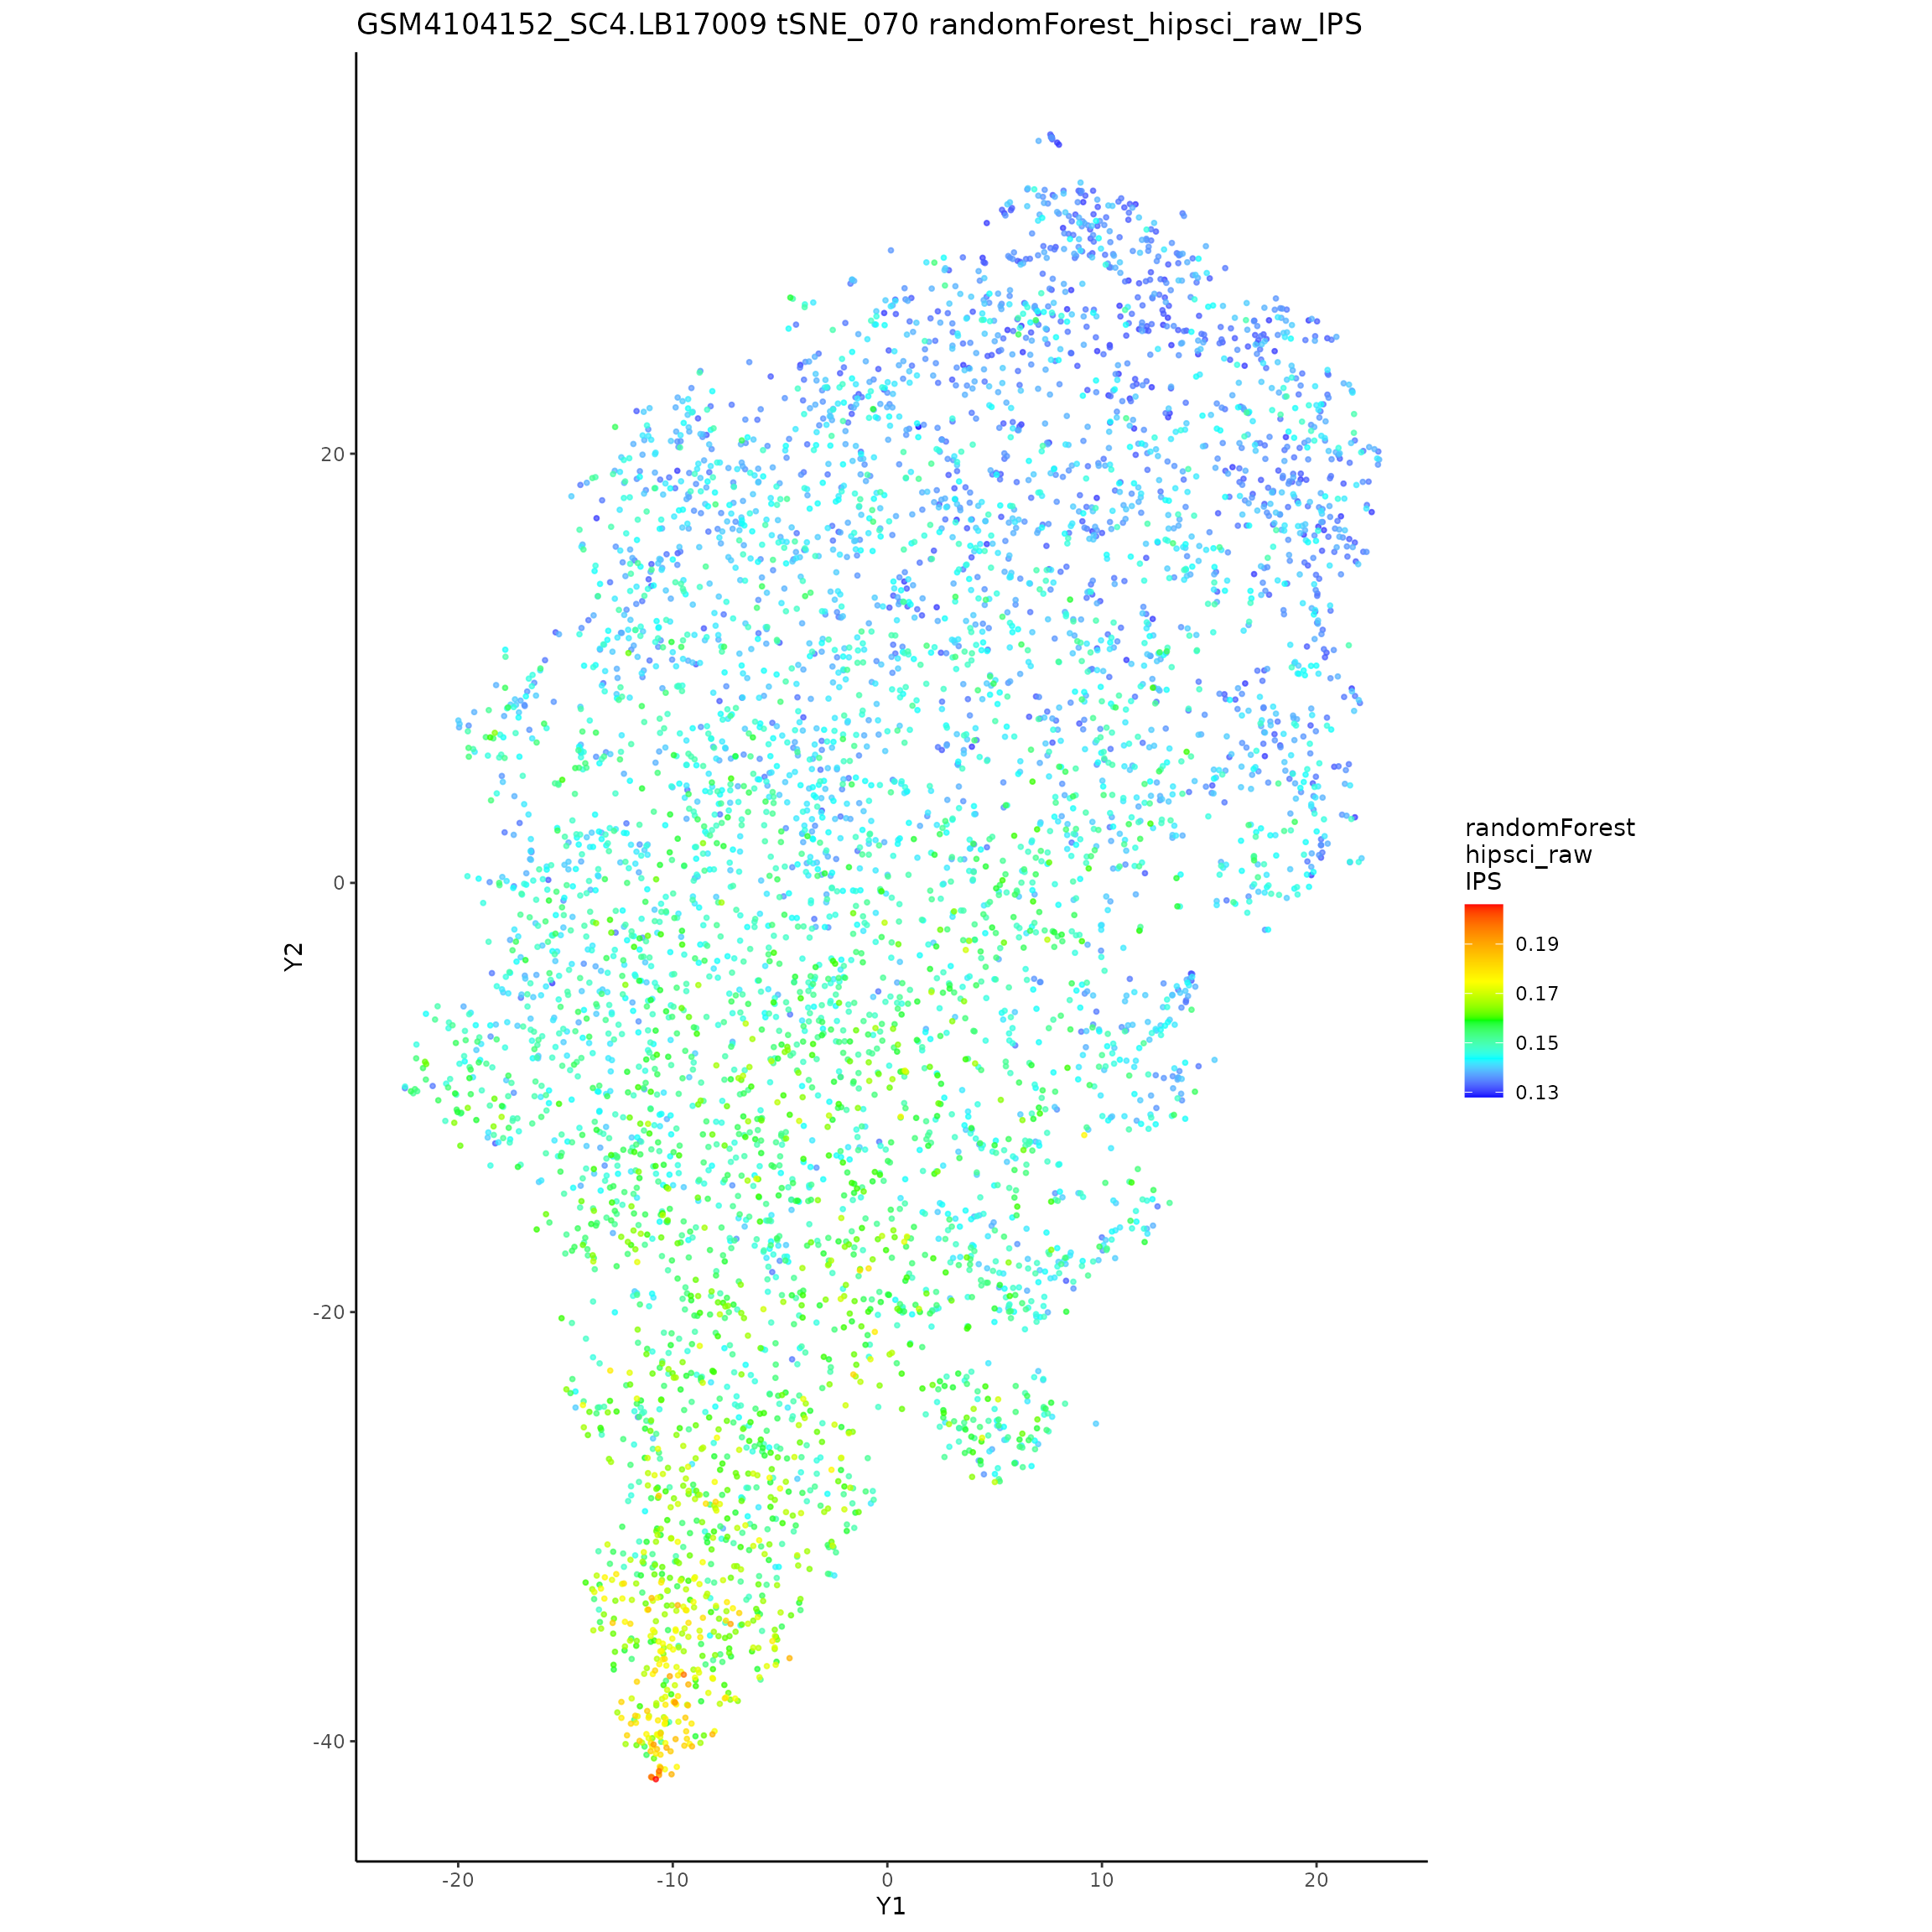 GSM4104152_SC4.LB17009 tSNE_070 randomForest_hipsci_raw_IPS
20
0
-20
-40
Y2
-20 -10 0 10 20
Y1
randomForest
hipsci_raw
IPS
0.19
0.17
0.15
0.13